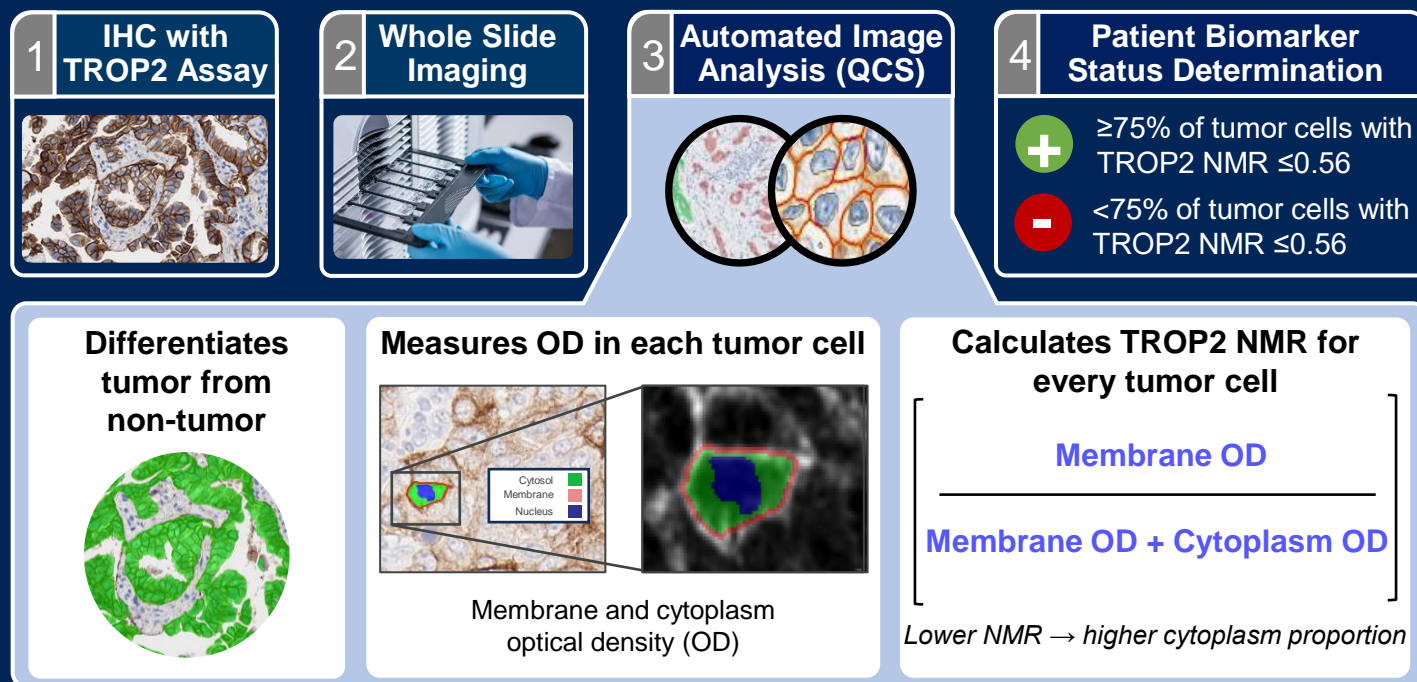 1
IHC with
TROP2 Assay
2
Whole Slide
Imaging
3
Automated Image
Analysis (QCS)
4
Patient Biomarker
Status Determination
+
≥75% of tumor cells with
TROP2 NMR ≤0.56
-
<75% of tumor cells with
TROP2 NMR ≤0.56
Differentiates
tumor from
non-tumor
Measures OD in each tumor cell
Cytosol
Membrane
Nucleus
Membrane and cytoplasm
optical density (OD)
Calculates TROP2 NMR for
every tumor cell
Membrane OD
Membrane OD + Cytoplasm OD
Lower NMR → higher cytoplasm proportion